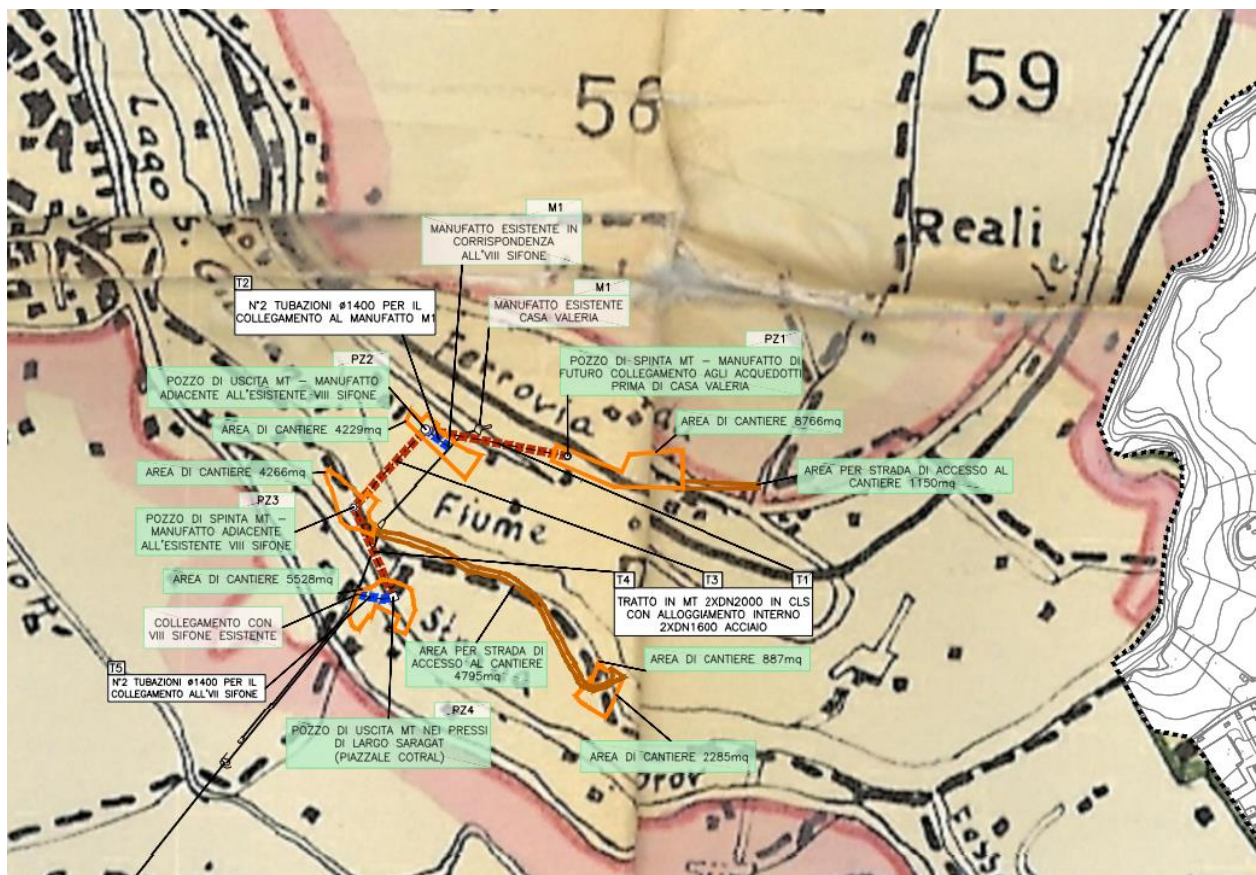 56
59
Lago
Reali
M1
MANUFATTO ESISTENTE IN
CORRISPONDENZA
ALL'VIII SIFONE
T2
N°2 TUBAZIONI ø1400 PER IL
COLLEGAMENTO AL MANUFATTO M1
M1
MANUFATTO ESISTENTE
CASA VALERIA
Ferrovia
PZ1
POZZO DI SPINTA MT – MANUFATTO DI
FUTURO COLLEGAMENTO AGLI ACQUEDOTTI
PRIMA DI CASA VALERIA
PZ2
POZZO DI USCITA MT – MANUFATTO
ADIACENTE ALL'ESISTENTE VIII SIFONE
AREA DI CANTIERE 4229mq
AREA DI CANTIERE 8766mq
AREA DI CANTIERE 4266mq
AREA PER STRADA DI ACCESSO AL
CANTIERE 1150mq
PZ3
POZZO DI SPINTA MT –
MANUFATTO ADIACENTE
ALL'ESISTENTE VIII SIFONE
Fiume
AREA DI CANTIERE 5528mq
T4
T3
T1
TRATTO IN MT 2XDN2000 IN CLS
CON ALLOGGIAMENTO INTERNO
2XDN1600 ACCIAIO
COLLEGAMENTO CON
VIII SIFONE ESISTENTE
AREA PER STRADA DI
ACCESSO AL CANTIERE
4795mq
AREA DI CANTIERE 887mq
T5
N°2 TUBAZIONI ø1400 PER IL
COLLEGAMENTO ALL'VII SIFONE
PZ4
POZZO DI USCITA MT NEI PRESSI
DI LARGO SARAGAT
(PIAZZALE COTRAL)
AREA DI CANTIERE 2285mq